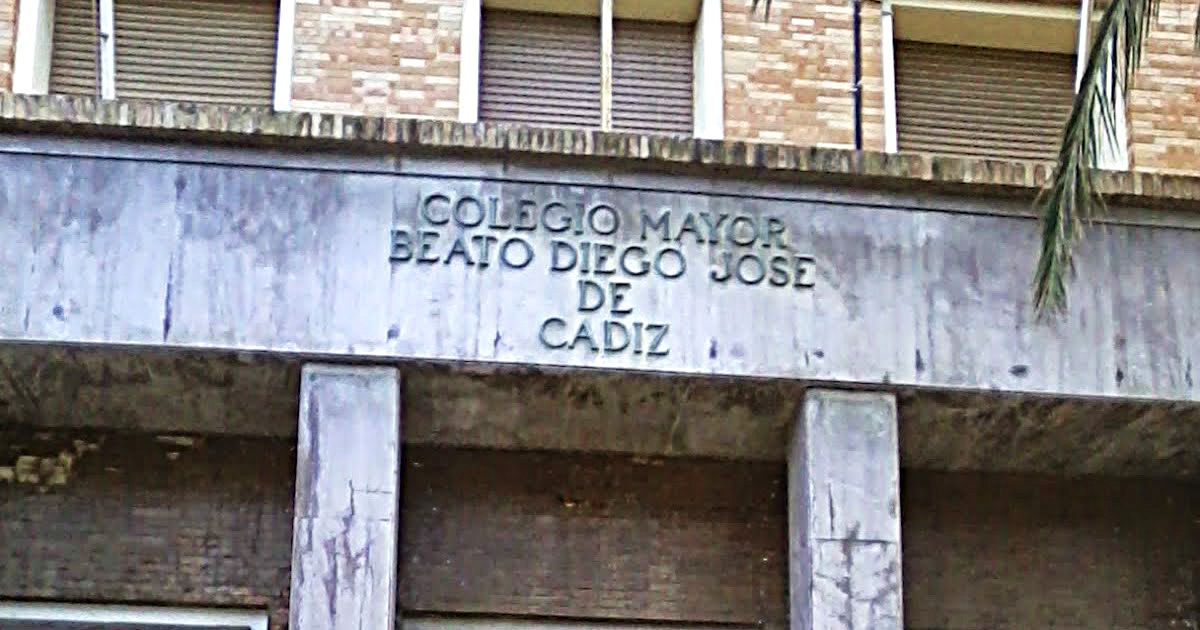 COLEGIO MAYOR
BEATO DIEGO JOSE
DE
CADIZ